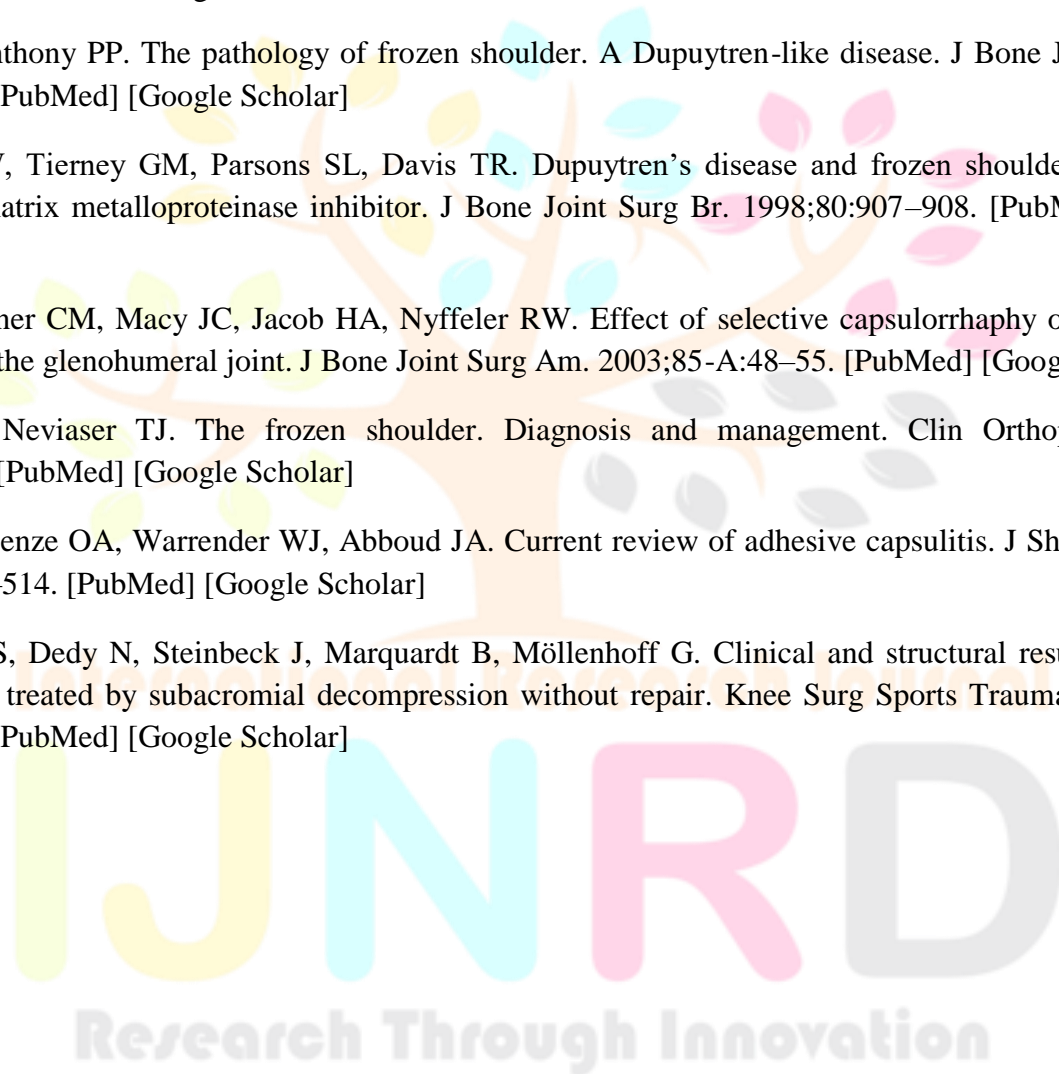 nthony PP. The pathology of frozen shoulder. A Dupuytren-like disease. J Bone J
PubMed] [Google Scholar]
, Tierney GM, Parsons SL, Davis TR. Dupuytren’s disease and frozen shoulde
atrix metalloproteinase inhibitor. J Bone Joint Surg Br. 1998;80:907–908. [PubM
ner CM, Macy JC, Jacob HA, Nyffeler RW. Effect of selective capsulorrhaphy o
the glenohumeral joint. J Bone Joint Surg Am. 2003;85-A:48–55. [PubMed] [Goog
Neviaser TJ. The frozen shoulder. Diagnosis and management. Clin Ortho
[PubMed] [Google Scholar]
enze OA, Warrender WJ, Abboud JA. Current review of adhesive capsulitis. J Sh
–514. [PubMed] [Google Scholar]
S, Dedy N, Steinbeck J, Marquardt B, Möllenhoff G. Clinical and structural resu
treated by subacromial decompression without repair. Knee Surg Sports Trauma
PubMed] [Google Scholar]
International Research Journal
IJNRD
Research Through Innovation